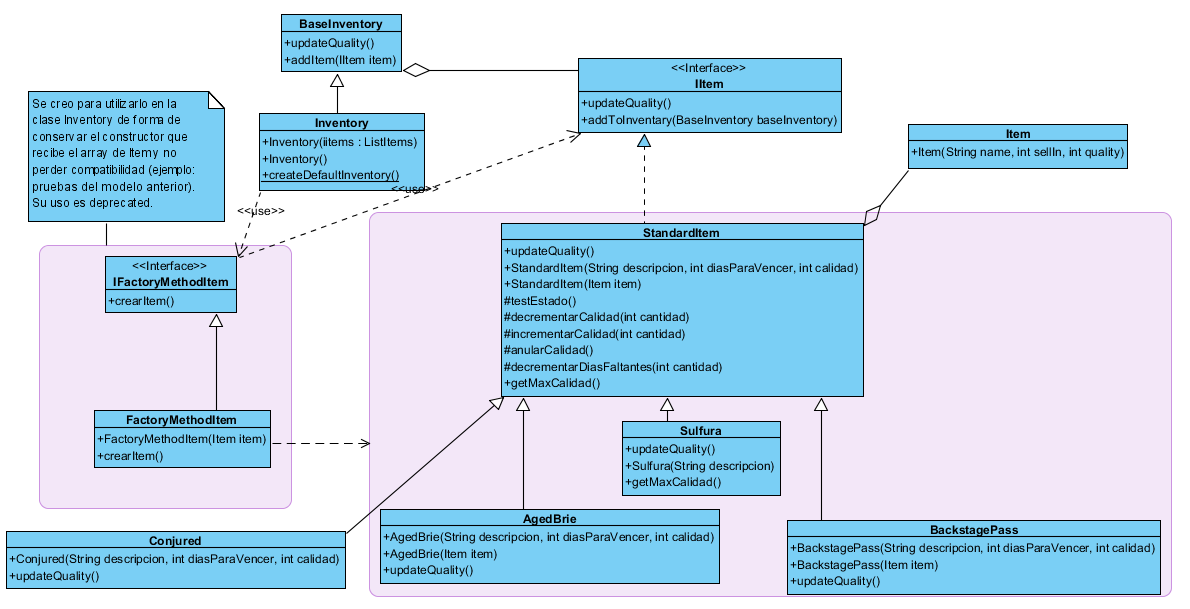 BaseInventory
+updateQuality()
+addItem(IItem item)
<<Interface>>
IItem
+updateQuality()
+addToInventary(BaseInventory baseInventory)
Se creo para utilizarlo en la
clase Inventory de forma de
conservar el constructor que
recibe el array de Itemy no
perder compatibilidad (ejemplo:
pruebas del modelo anterior).
Su uso es deprecated.
Inventory
+Inventory(iitems : ListItems)
+Inventory()
+createDefaultInventory()
Item
+Item(String name, int sellIn, int quality)
<<use>>
<<use>>
<<Interface>>
IFactoryMethodItem
+crearItem()
StandardItem
+updateQuality()
+StandardItem(String descripcion, int diasParaVencer, int calidad)
+StandardItem(Item item)
#testEstado()
#decrementarCalidad(int cantidad)
#incrementarCalidad(int cantidad)
#anularCalidad()
#decrementarDiasFaltantes(int cantidad)
+getMaxCalidad()
FactoryMethodItem
+FactoryMethodItem(Item item)
+crearItem()
Sulfura
+updateQuality()
+Sulfura(String descripcion)
+getMaxCalidad()
Conjured
+Conjured(String descripcion, int diasParaVencer, int calidad)
+updateQuality()
AgedBrie
+AgedBrie(String descripcion, int diasParaVencer, int calidad)
+AgedBrie(Item item)
+updateQuality()
BackstagePass
+BackstagePass(String descripcion, int diasParaVencer, int calidad)
+BackstagePass(Item item)
+updateQuality()